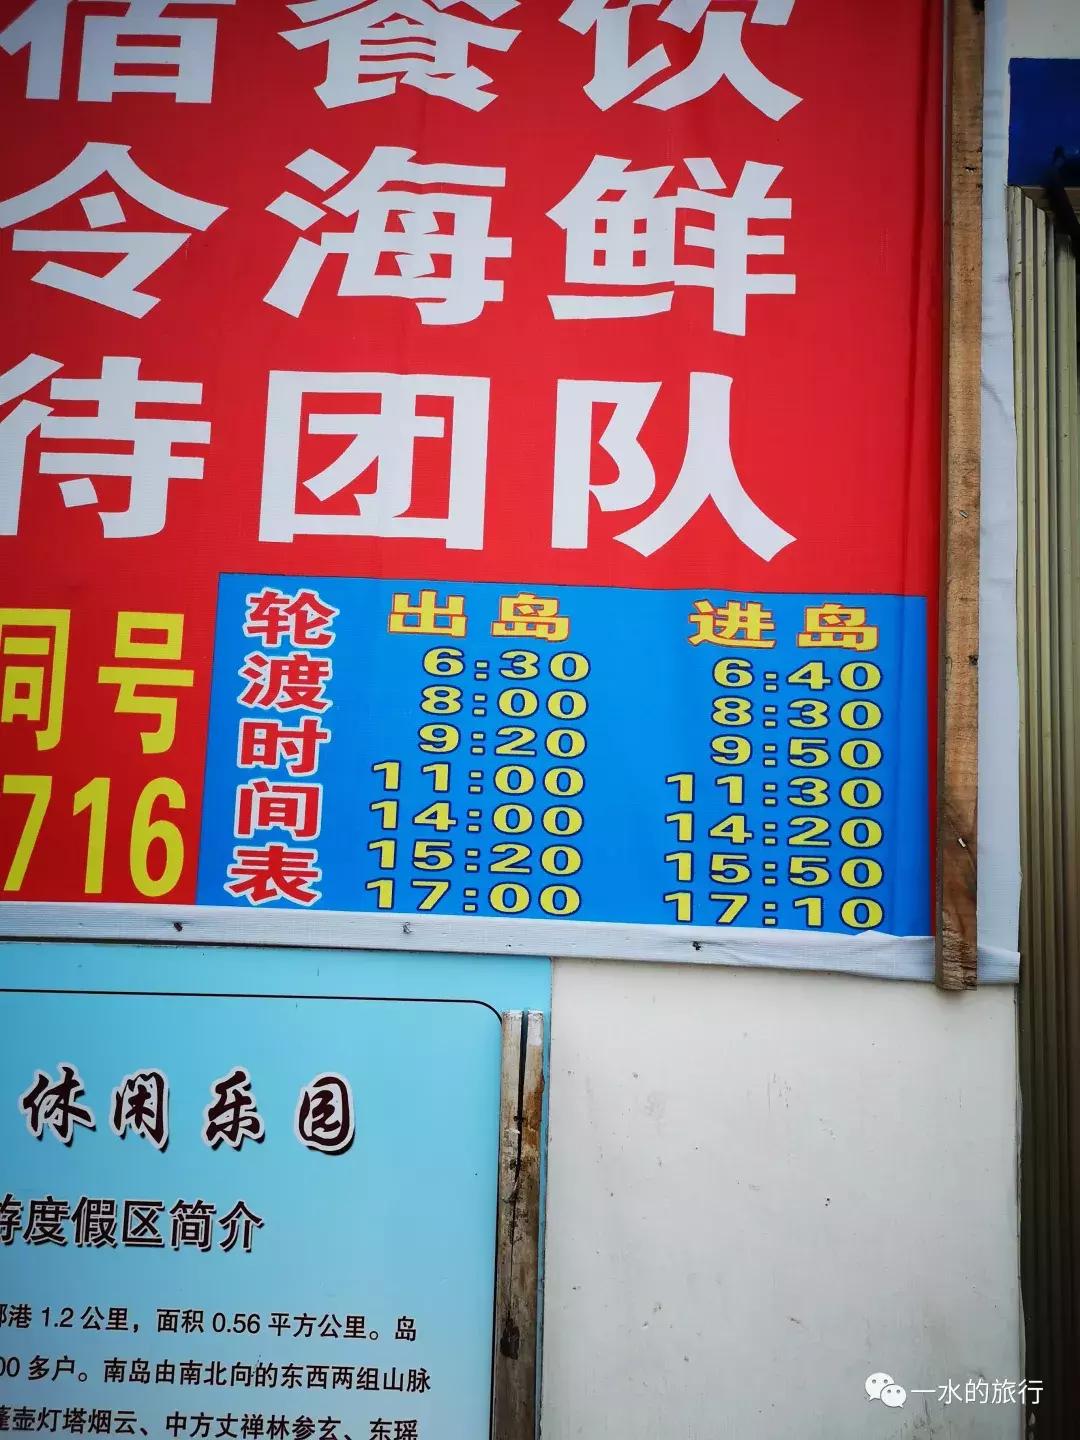 宿餐饮
令海鲜
待团队
同号
716
轮渡时间表
出岛 进岛
6:30 6:40
8:00 8:30
9:20 9:50
11:00 11:30
14:00 14:20
15:20 15:50
17:00 17:10
休闲乐园
游度假区简介
港 1.2 公里，面积 0.56 平方公里。岛
00 多户。南岛由南北向的东西两组山脉
蓬壶灯塔烟云、中方丈禅林参玄、东瑶
一水的旅行